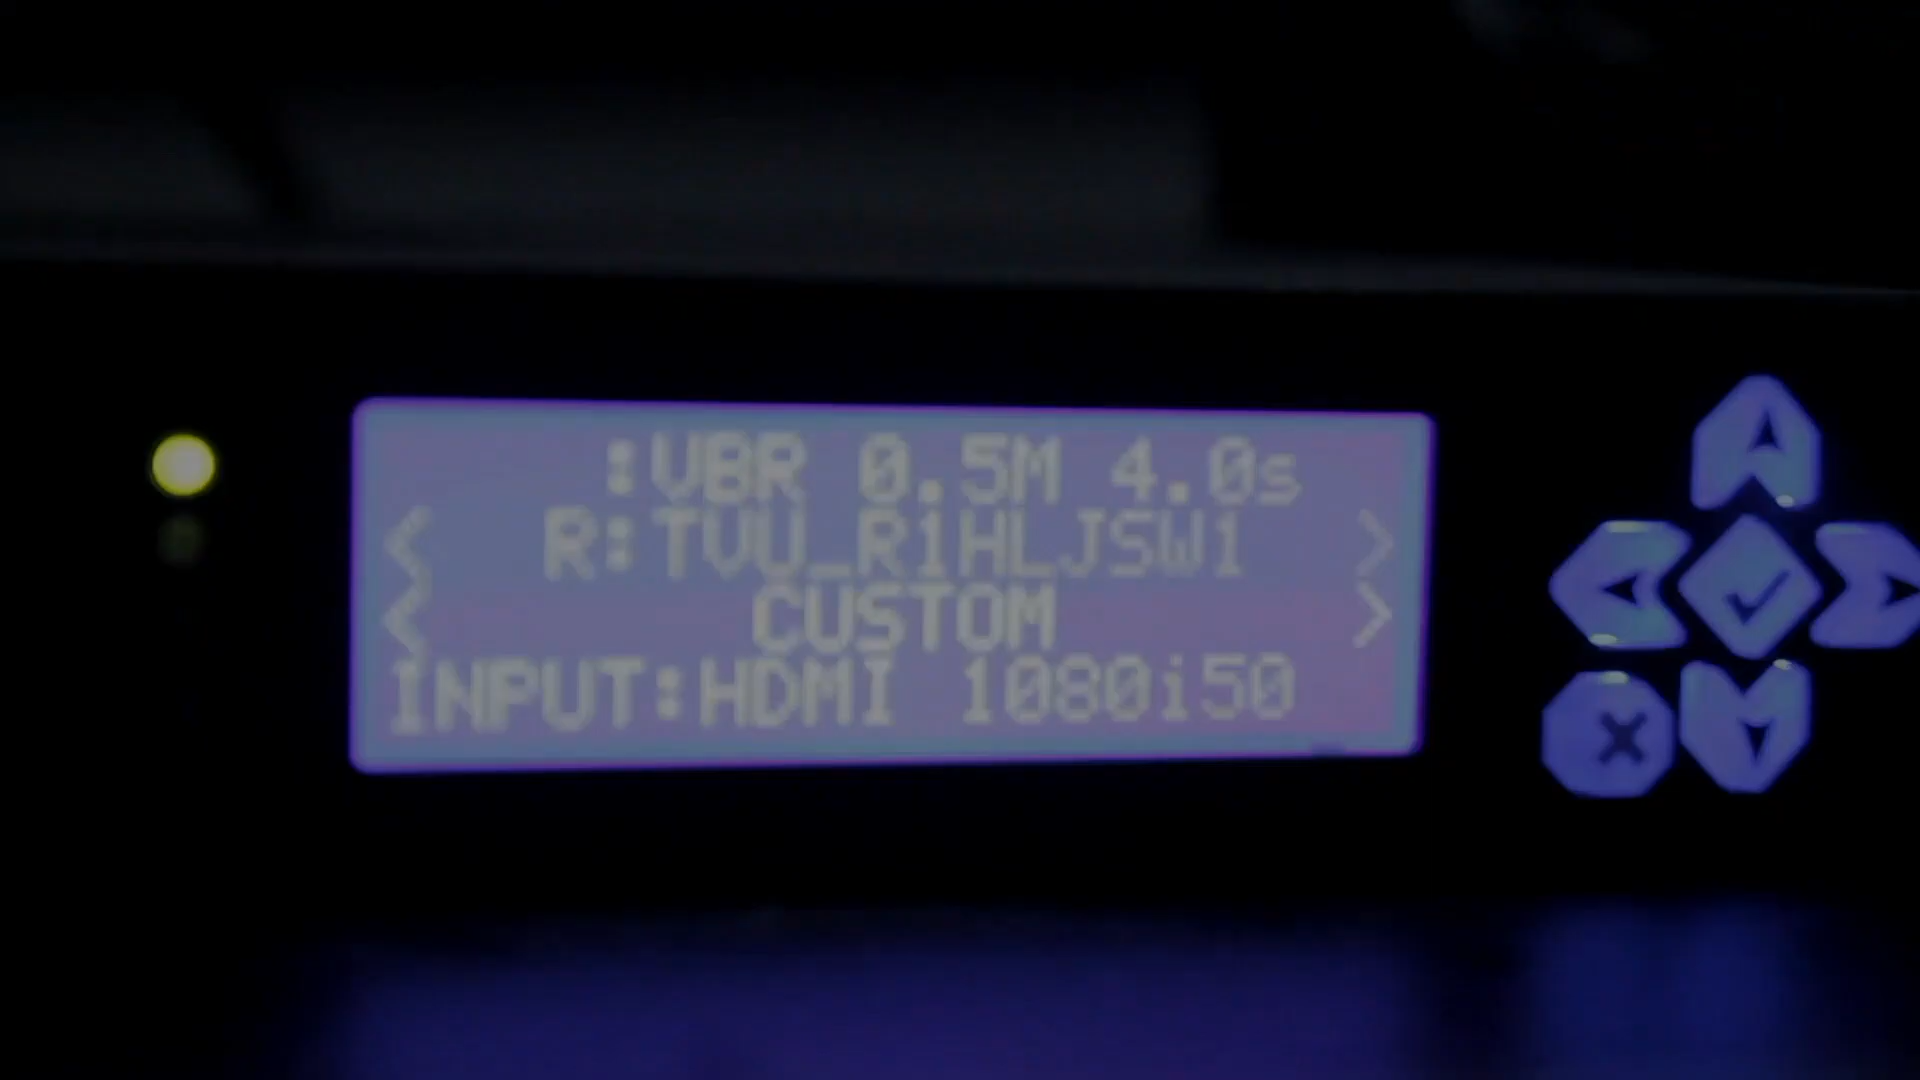 :VBR 0.5M 4.0s
< R:TVU_R1HLJSW1 >
< CUSTOM >
INPUT:HDMI 1080i50